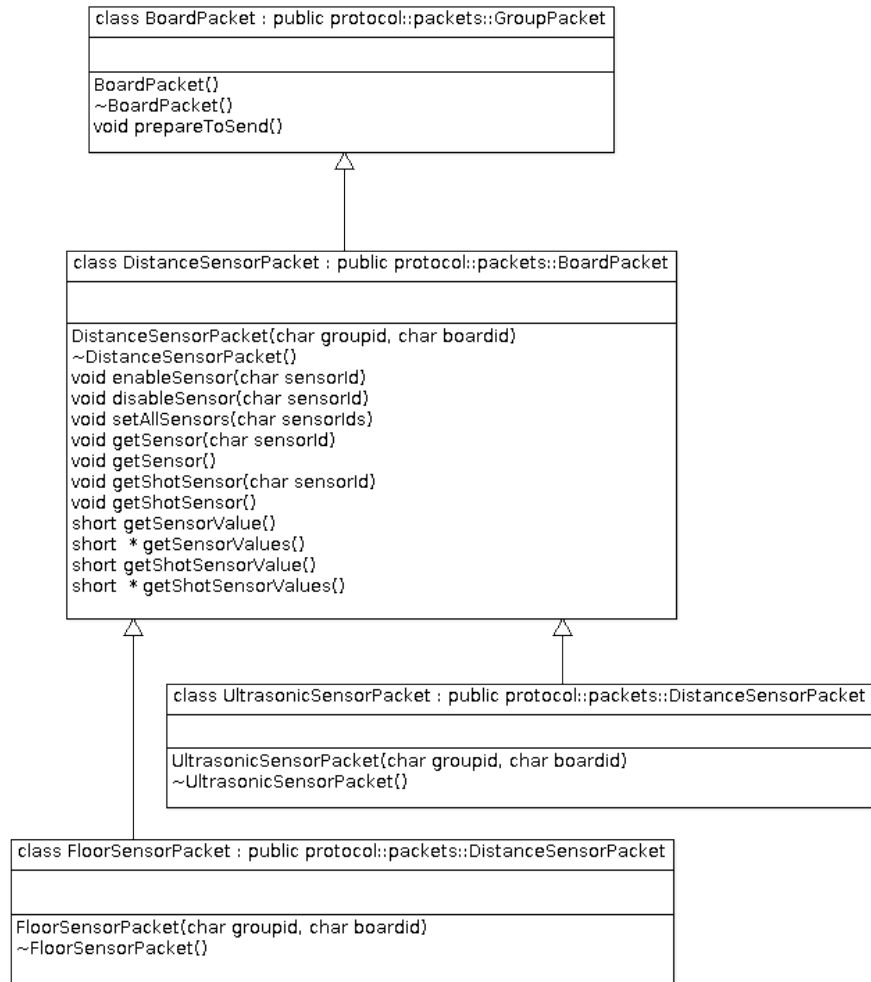 class BoardPacket : public protocol::packets::GroupPacket
BoardPacket()
~BoardPacket()
void prepareToSend()
class DistanceSensorPacket : public protocol::packets::BoardPacket
DistanceSensorPacket(char groupid, char boardid)
~DistanceSensorPacket()
void enableSensor(char sensorId)
void disableSensor(char sensorId)
void setAllSensors(char sensorIds)
void getSensor(char sensorId)
void getSensor()
void getShotSensor(char sensorId)
void getShotSensor()
short getSensorValue()
short * getSensorValues()
short getShotSensorValue()
short * getShotSensorValues()
class UltrasonicSensorPacket : public protocol::packets::DistanceSensorPacket
UltrasonicSensorPacket(char groupid, char boardid)
~UltrasonicSensorPacket()
class FloorSensorPacket : public protocol::packets::DistanceSensorPacket
FloorSensorPacket(char groupid, char boardid)
~FloorSensorPacket()